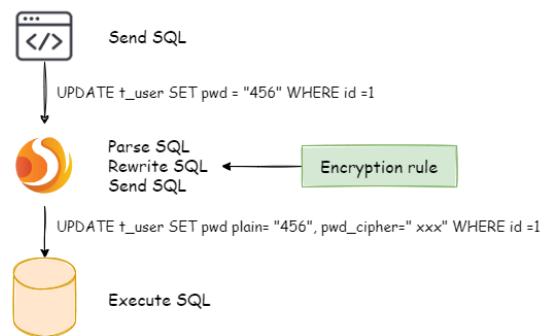 </>
Send SQL
UPDATE t_user SET pwd = "456" WHERE id =1
Parse SQL
Rewrite SQL
Send SQL
Encryption rule
UPDATE t_user SET pwd plain= "456", pwd_cipher=" xxx" WHERE id =1
Execute SQL